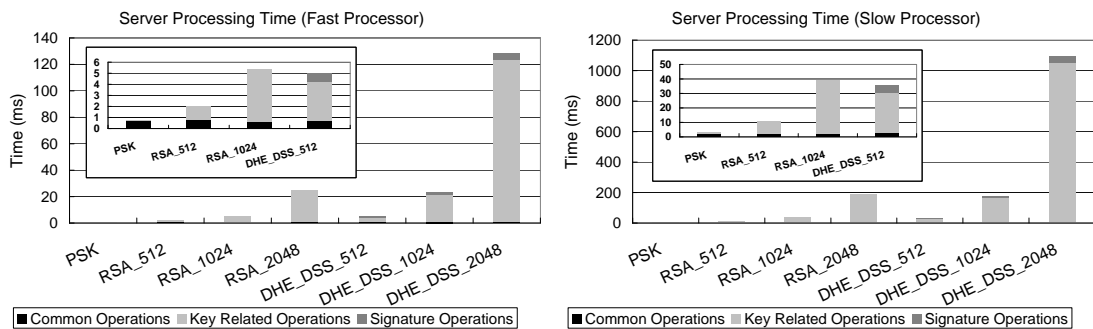 Server Processing Time (Fast Processor)
Time (ms)
140
120
100
80
60
40
20
0
6
5
4
3
2
1
0
PSK
RSA_512
RSA_1024
DHE_DSS_512
PSK
RSA_512
RSA_1024
RSA_2048
DHE_DSS_512
DHE_DSS_1024
DHE_DSS_2048
Common Operations Key Related Operations Signature Operations
Server Processing Time (Slow Processor)
Time (ms)
1200
1000
800
600
400
200
0
50
40
30
20
10
0
PSK
RSA_512
RSA_1024
DHE_DSS_512
PSK
RSA_512
RSA_1024
RSA_2048
DHE_DSS_512
DHE_DSS_1024
DHE_DSS_2048
Common Operations Key Related Operations Signature Operations